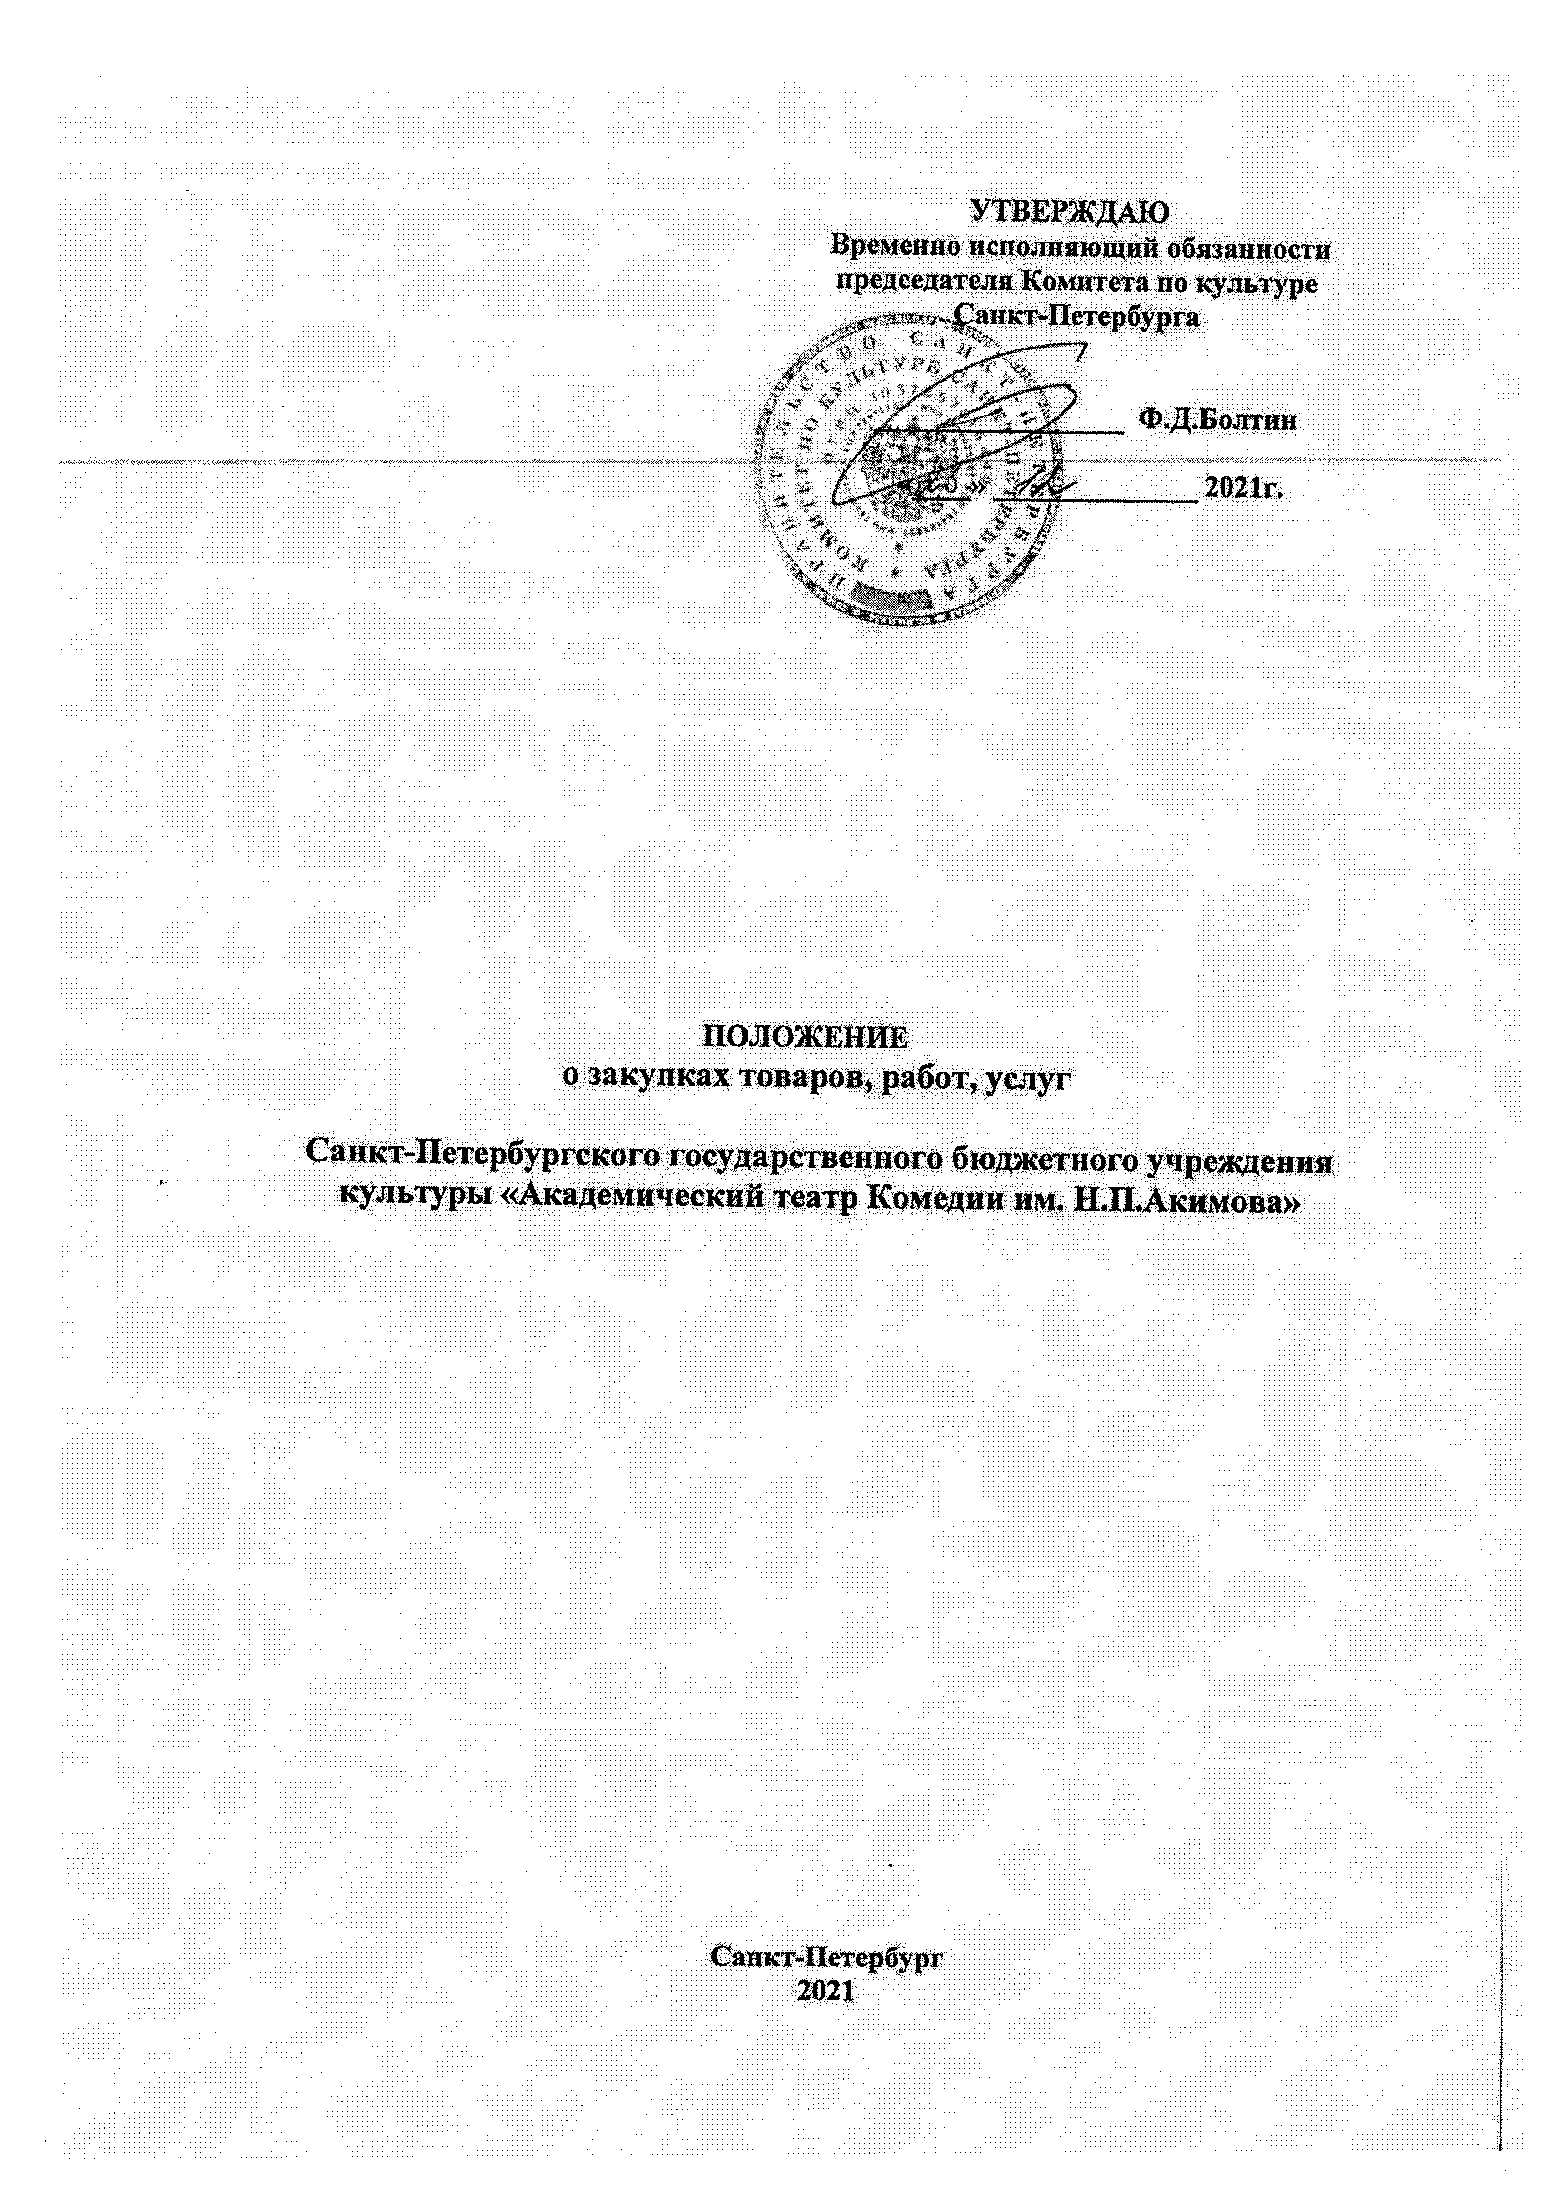 УТВЕРЖДАЮ
Временно исполняющий обязанности
председателя Комитета по культуре
Санкт-Петербурга
Ф.Д.Болтин
2021г.
ПОЛОЖЕНИЕ
о закупках товаров, работ, услуг
Санкт-Петербургского государственного бюджетного учреждения
культуры «Академический театр Комедии им. Н.П.Акимова»
Санкт-Петербург
2021